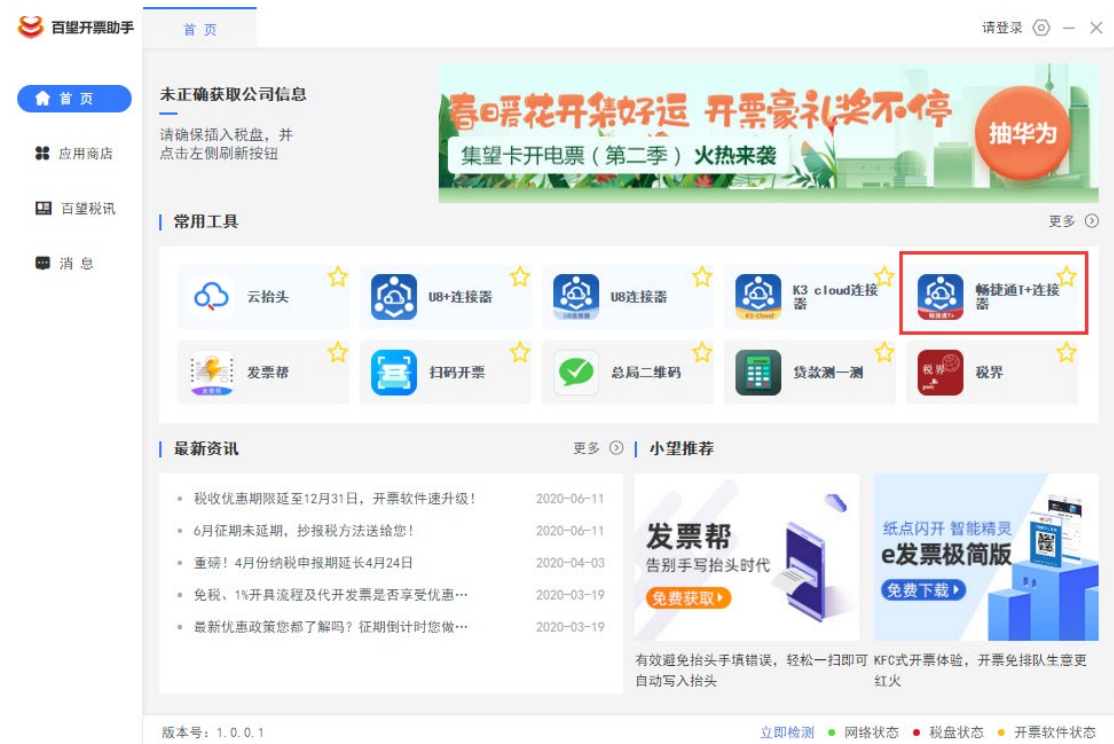 百望开票助手
首 页
请登录
首 页
应用商店
百望税讯
消 息
未正确获取公司信息
请确保插入税盘，并
点击左侧刷新按钮
春日暖花开集好运 开票豪礼奖不停
集望卡开电票（第二季）火热来袭
抽华为
常用工具
更多
云抬头
U8+连接器
U8连接器
U8连接器
K3 cloud连接
器
K3-Cloud
畅捷通T+连接
器
畅捷通T+
发票帮
发票帮
扫码开票
总局二维码
贷款测一测
税界
pwc
税界
最新资讯
更多
税收优惠期限延至12月31日，开票软件速升级！ 2020-06-11
6月征期未延期，抄报税方法送给您！ 2020-06-11
重磅！4月份纳税申报期延长4月24日 2020-04-03
免税、1%开具流程及代开发票是否享受优惠… 2020-03-19
最新优惠政策您都了解吗？征期倒计时您做… 2020-03-19
小望推荐
发票帮
告别手写抬头时代
免费获取
有效避免抬头手填错误，轻松一扫即可
自动写入抬头
纸点闪开 智能精灵
e发票极简版
免费下载
KFC式开票体验，开票免排队生意更
红火
版本号：1.0.0.1
立即检测 网络状态 税盘状态 开票软件状态